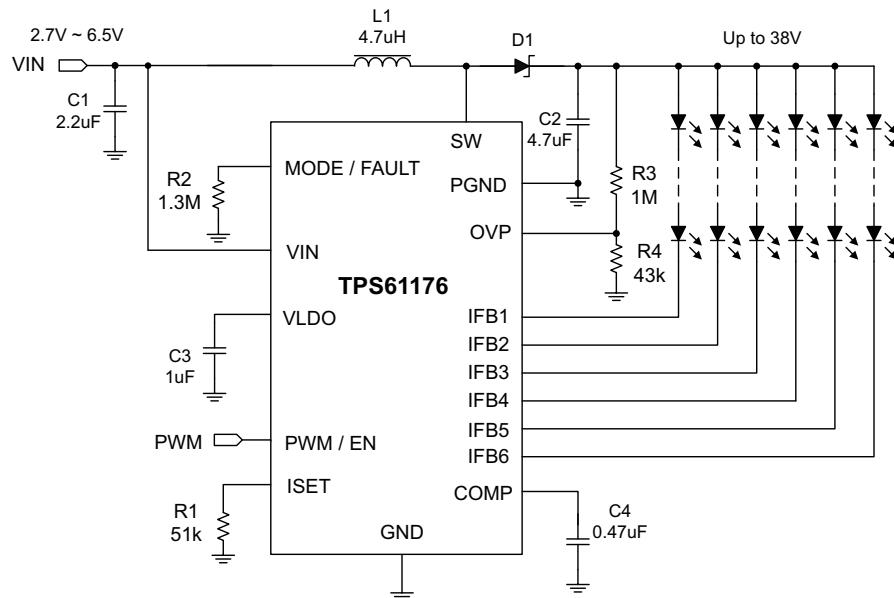 2.7V ~ 6.5V
VIN
L1
4.7uH
D1
Up to 38V
C1
2.2uF
C2
4.7uF
SW
R2
1.3M
MODE / FAULT
PGND
R3
1M
OVP
VIN
R4
43k
TPS61176
VLDO
IFB1
C3
1uF
IFB2
IFB3
IFB4
IFB5
PWM
PWM / EN
IFB6
ISET
COMP
R1
51k
GND
C4
0.47uF